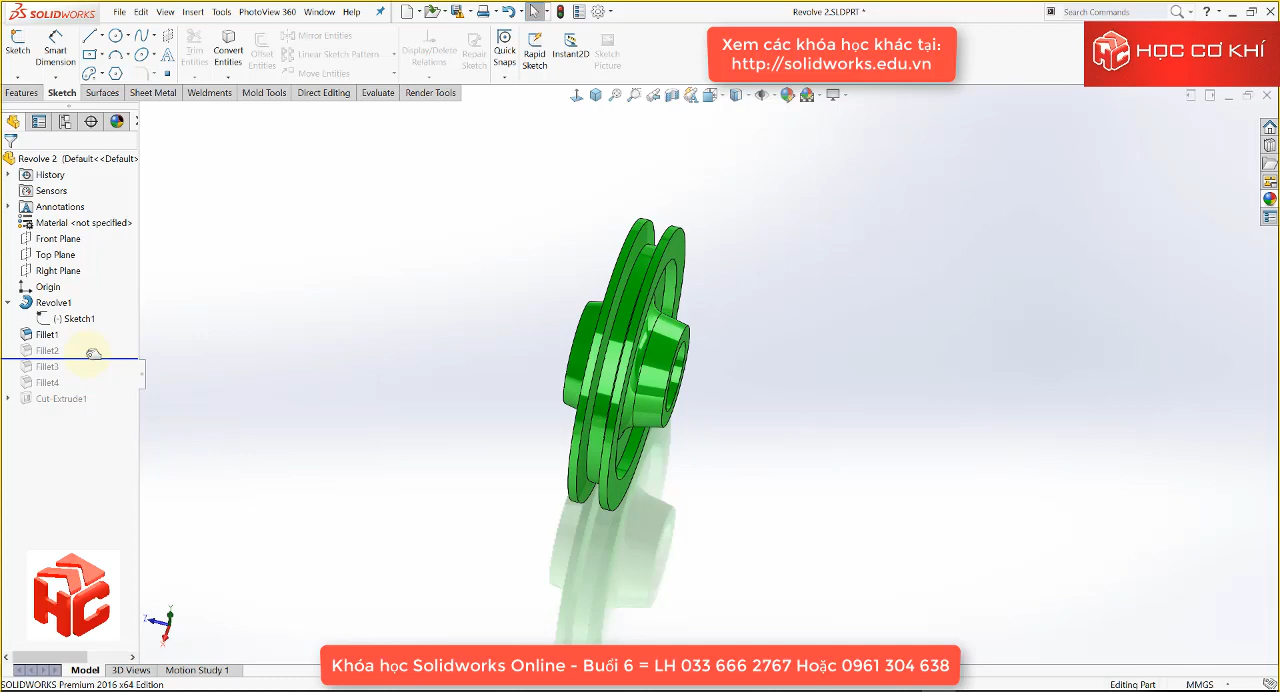 SOLIDWORKS
File Edit View Insert Tools PhotoView 360 Window Help
Revolve 2.SLDPRT *
Search Commands
Sketch
Smart Dimension
Trim Entities
Convert Entities
Offset Entities
Mirror Entities
Linear Sketch Pattern
Move Entities
Display/Delete Relations
Repair Sketch
Quick Snaps
Rapid Sketch
Instant2D
Sketch Picture
Xem các khóa học khác tại:
http://solidworks.edu.vn
HỌC CƠ KHÍ
Features Sketch Surfaces Sheet Metal Weldments Mold Tools Direct Editing Evaluate Render Tools
Revolve 2 (Default<<Default>
History
Sensors
Annotations
Material <not specified>
Front Plane
Top Plane
Right Plane
Origin
Revolve1
(-) Sketch1
Fillet1
Fillet2
Fillet3
Fillet4
Cut-Extrude1
Y
Z
X
Khóa học Solidworks Online - Buổi 6 = LH 033 666 2767 Hoặc 0961 304 638
Model 3D Views Motion Study 1
SOLIDWORKS Premium 2016 x64 Edition
Editing Part MMGS